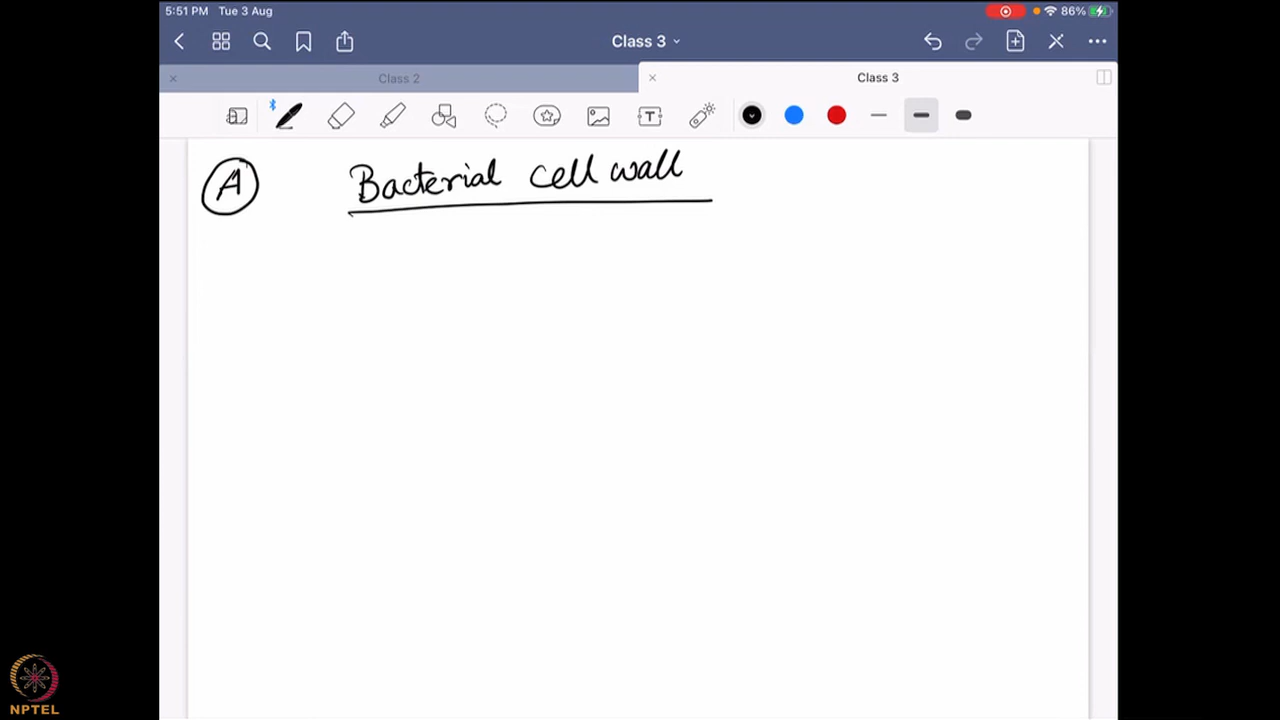 5:51 PM Tue 3 Aug 86%
Class 3
Class 2 Class 3
T
A Bacterial cell wall
NPTEL